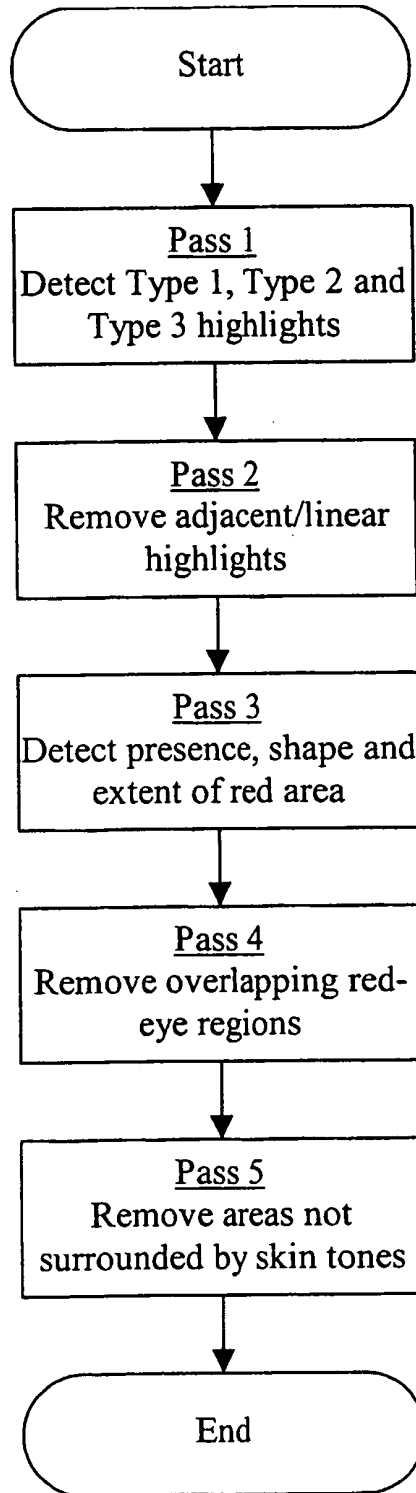 Start
Pass 1
Detect Type 1, Type 2 and
Type 3 highlights
Pass 2
Remove adjacent/linear
highlights
Pass 3
Detect presence, shape and
extent of red area
Pass 4
Remove overlapping red-
eye regions
Pass 5
Remove areas not
surrounded by skin tones
End